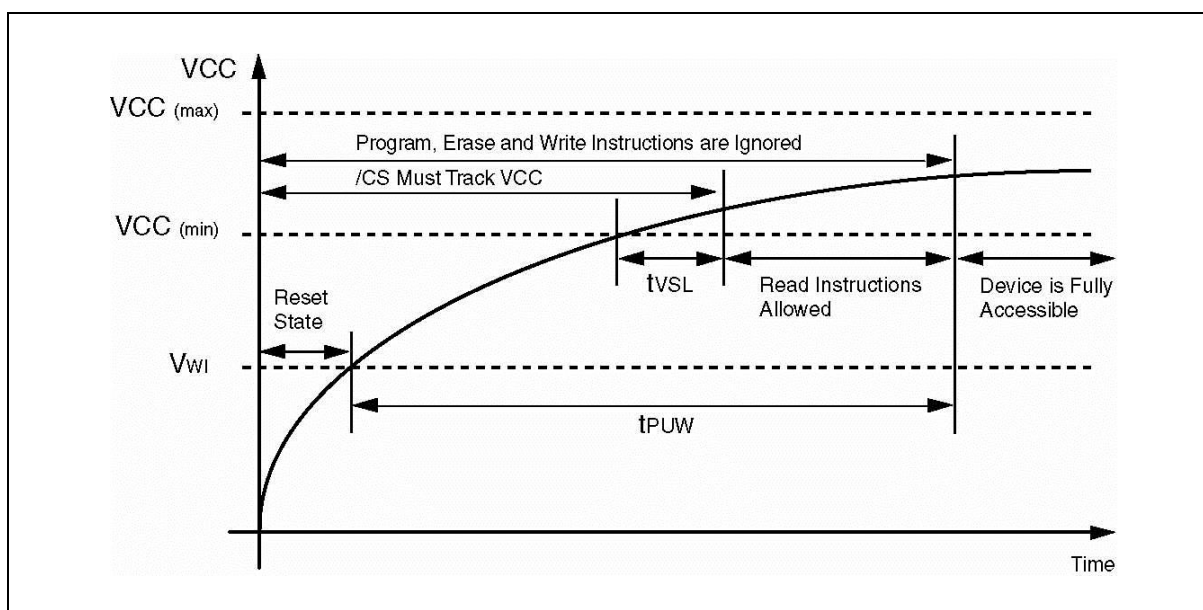 VCC
VCC (max)
Program, Erase and Write Instructions are Ignored
/CS Must Track VCC
VCC (min)
tVSL
Read Instructions
Allowed
Device is Fully
Accessible
Reset
State
VWI
tPUW
Time